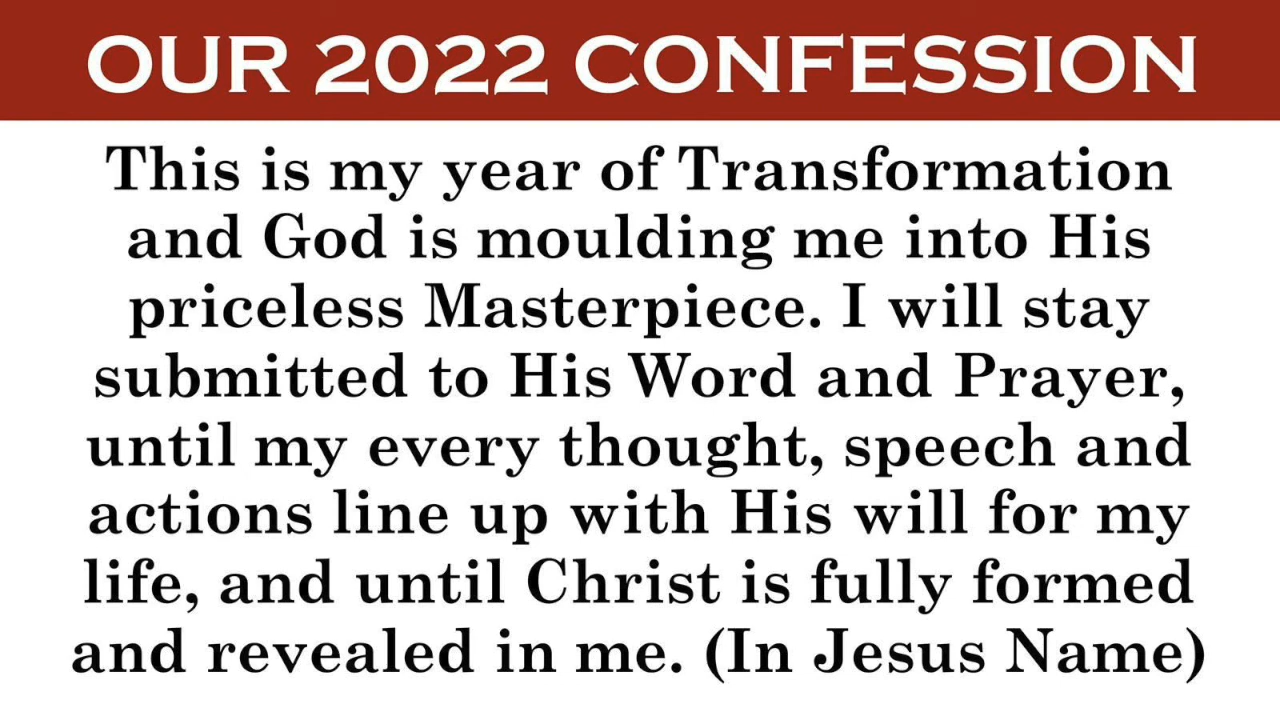 OUR 2022 CONFESSION
This is my year of Transformation
and God is moulding me into His
priceless Masterpiece. I will stay
submitted to His Word and Prayer,
until my every thought, speech and
actions line up with His will for my
life, and until Christ is fully formed
and revealed in me. (In Jesus Name)